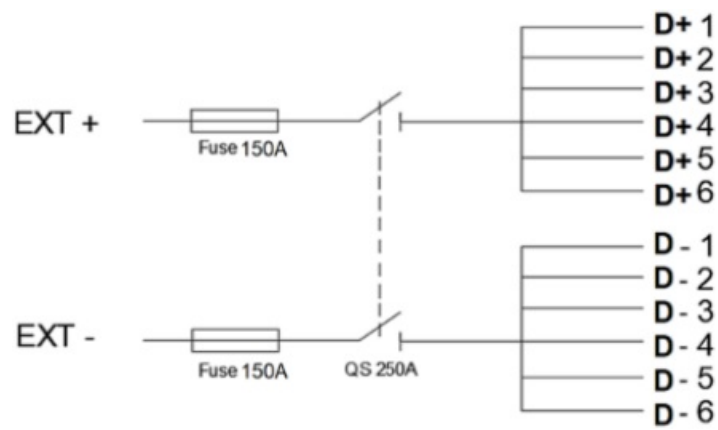 D+ 1
D+ 2
D+ 3
EXT +
D+ 4
Fuse 150A
D+ 5
D+ 6
D - 1
D - 2
D - 3
EXT -
D - 4
Fuse 150A
QS 250A
D - 5
D - 6